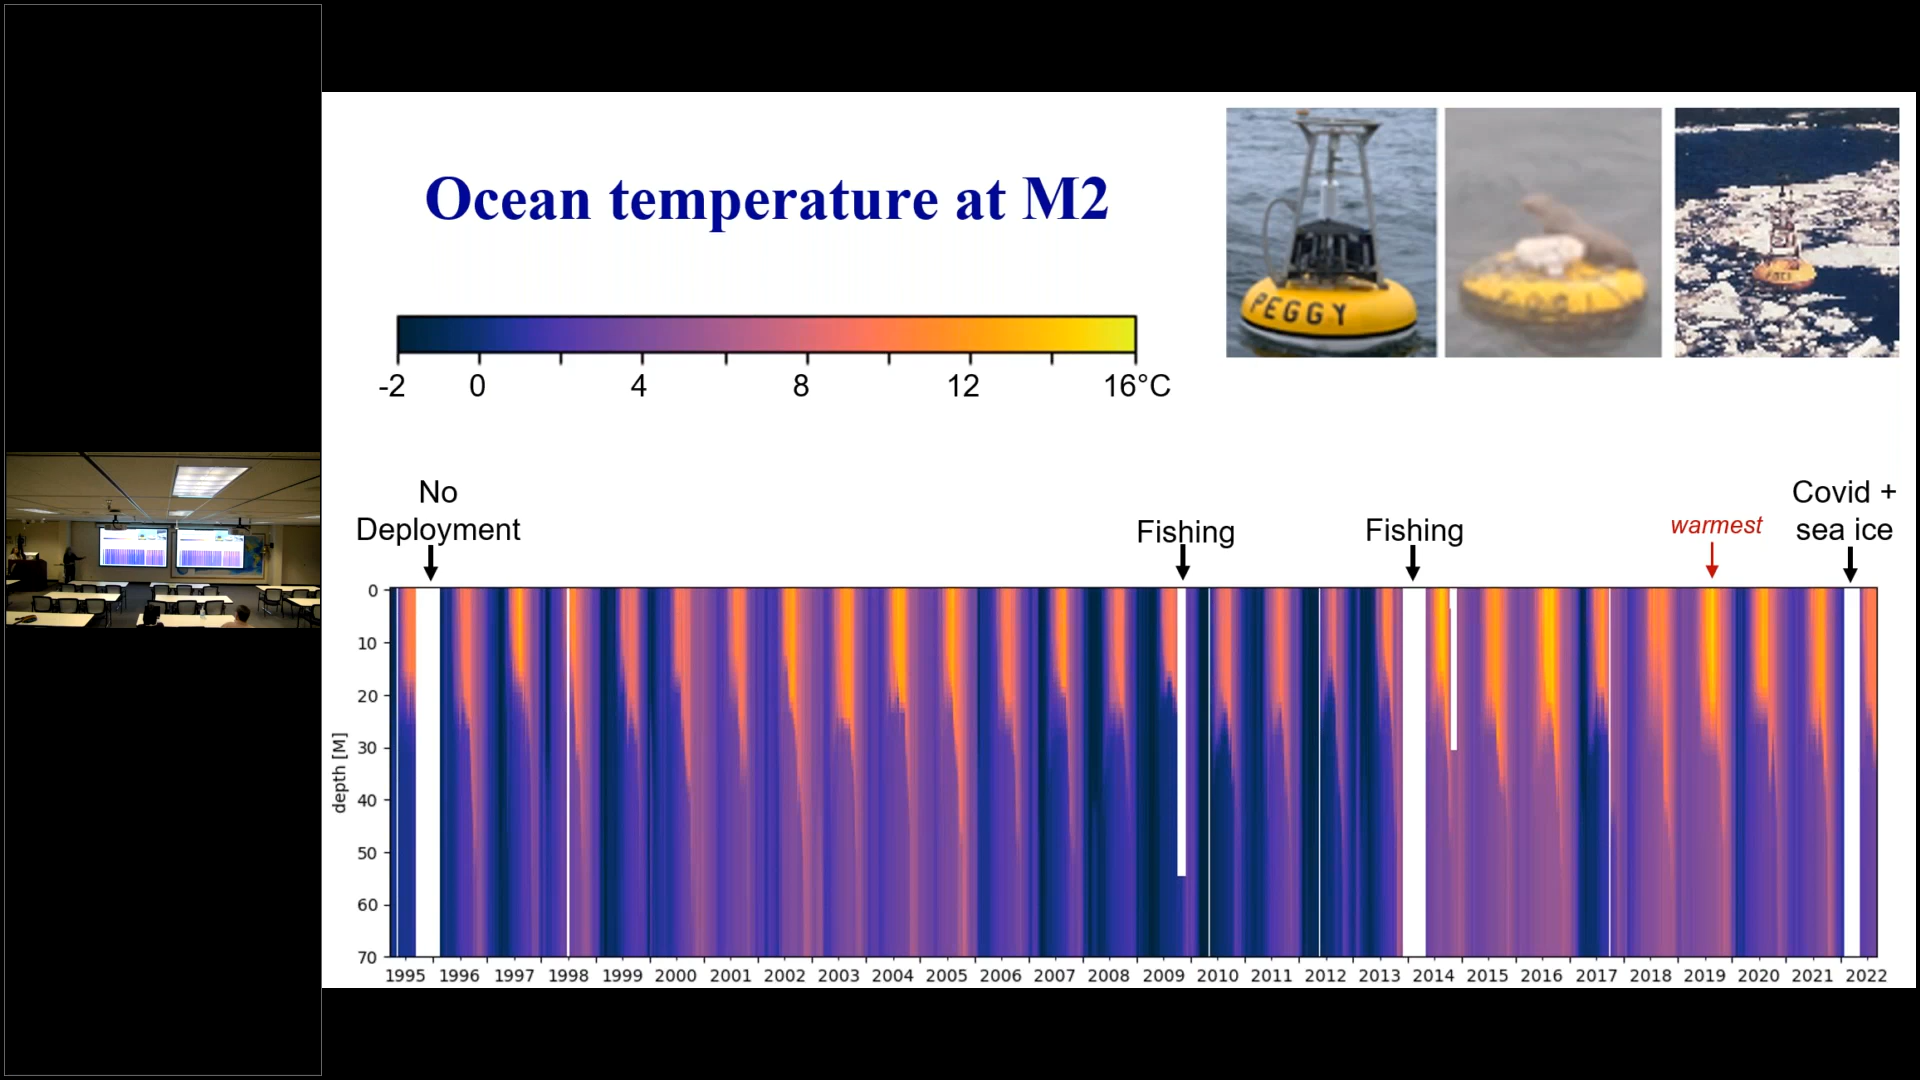 Ocean temperature at M2
PEGGY
-2 0 4 8 12 16°C
No
Deployment
Fishing
Fishing
warmest
Covid +
sea ice
depth [M]
0
10
20
30
40
50
60
70
1995 1996 1997 1998 1999 2000 2001 2002 2003 2004 2005 2006 2007 2008 2009 2010 2011 2012 2013 2014 2015 2016 2017 2018 2019 2020 2021 2022